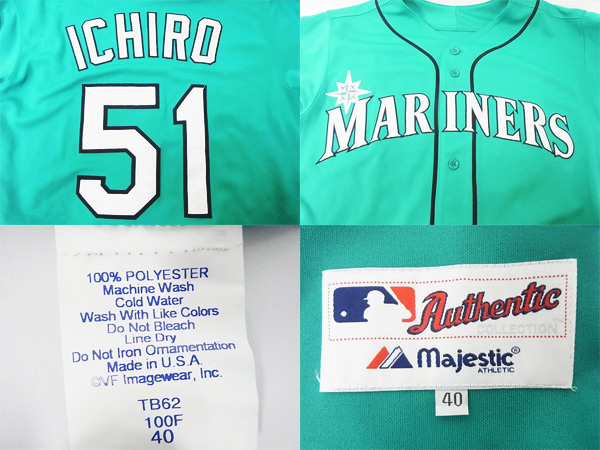 ICHIRO
51
MARINERS
100% POLYESTER
Machine Wash
Cold Water
Wash With Like Colors
Do Not Bleach
Line Dry
Do Not Iron Ornamentation
Made in U.S.A.
©VF Imagewear, Inc.
TB62
100F
40
Authentic
COLLECTION™
Majestic®
ATHLETIC
40